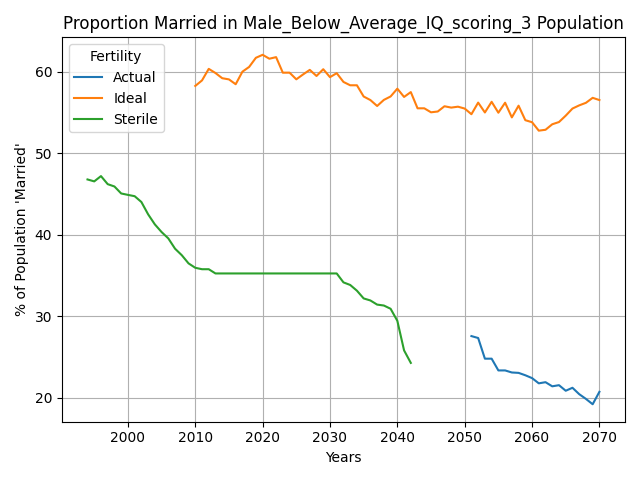 Proportion Married in Male_Below_Average_IQ_scoring_3 Population
Fertility
Actual
Ideal
Sterile
% of Population 'Married'
60
50
40
30
20
2000
2010
2020
2030
2040
2050
2060
2070
Years